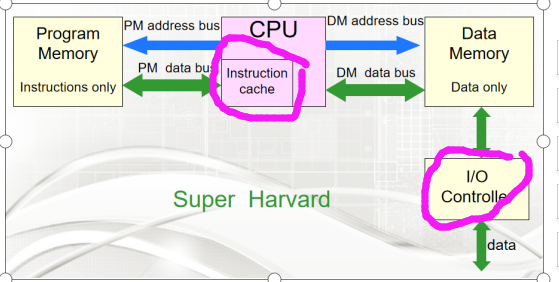 PM address bus
CPU
DM address bus
Program
Memory
Instructions only
PM data bus
Instruction
cache
DM data bus
Data
Memory
Data only
I/O
Controller
Super Harvard
data